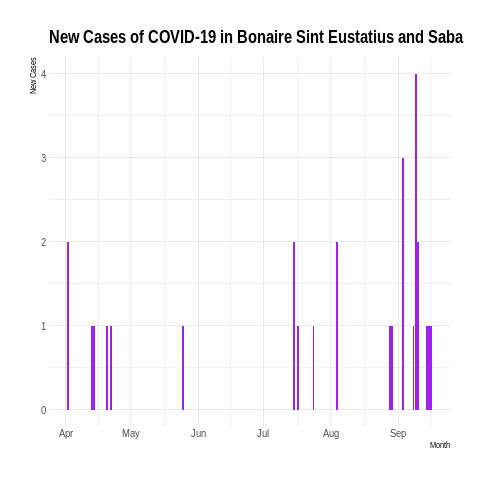 New Cases of COVID-19 in Bonaire Sint Eustatius and Saba
New Cases
4
3
2
1
0
Apr May Jun Jul Aug Sep
Month